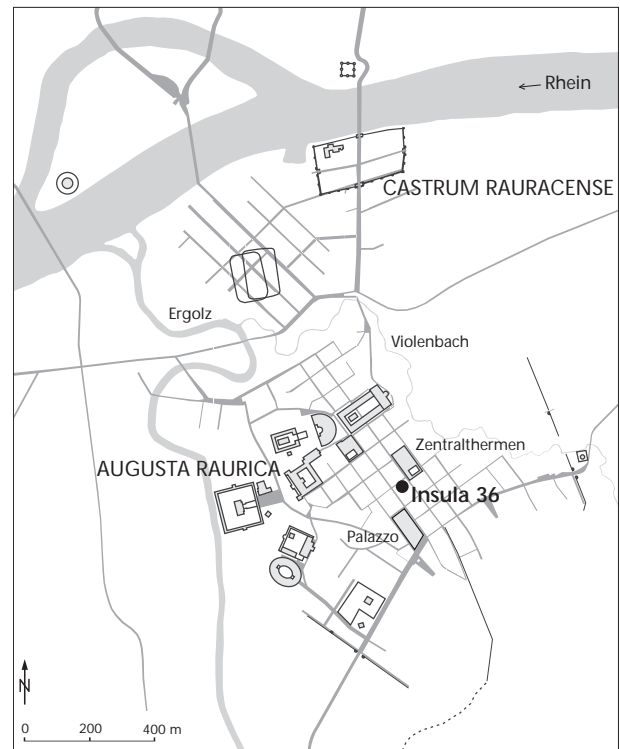 ← Rhein
CASTRUM RAURACENSE
Ergolz
Violenbach
Zentralthermen
AUGUSTA RAURICA
Insula 36
Palazzo
N
0 200 400 m